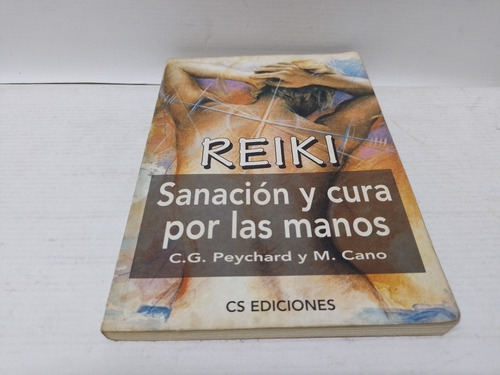 REIKI
Sanación y cura
por las manos
C.G. Peychard y M. Cano
CS EDICIONES